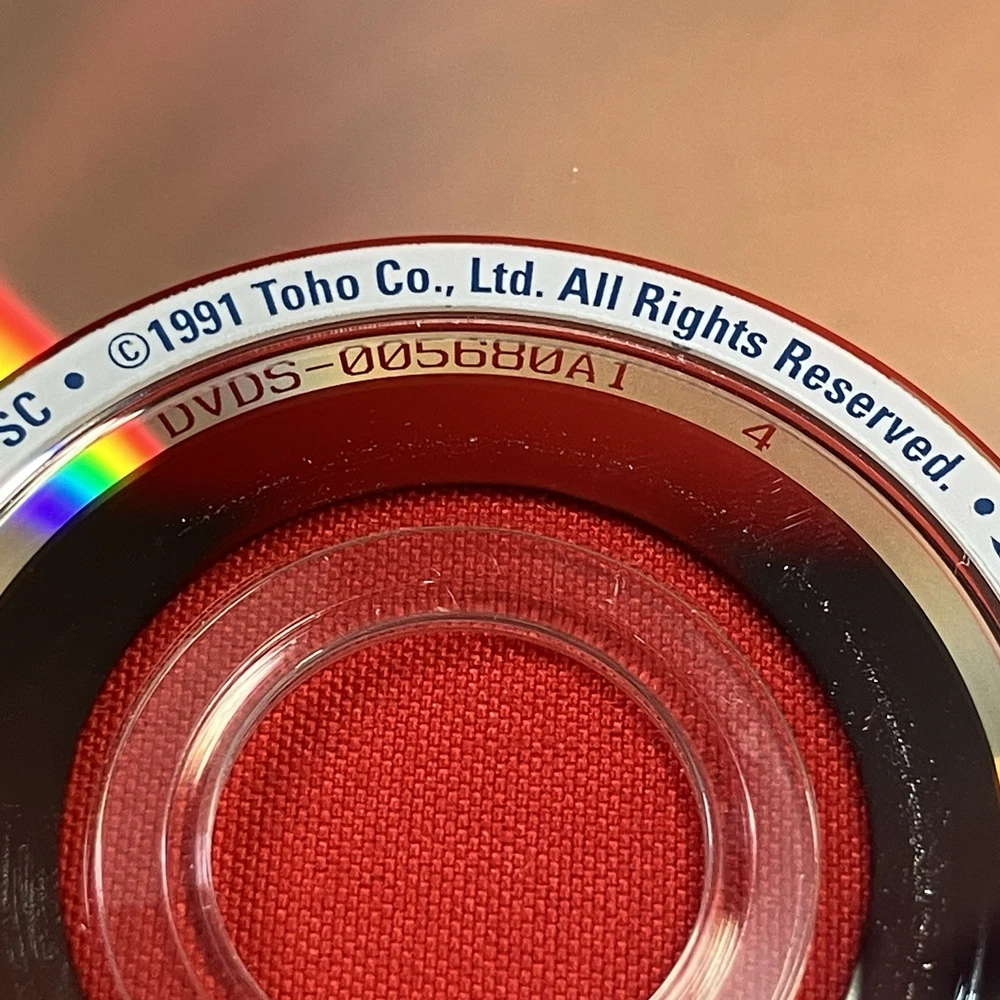 SC • ©1991 Toho Co., Ltd. All Rights Reserved. •
DVDS-005680A1 4